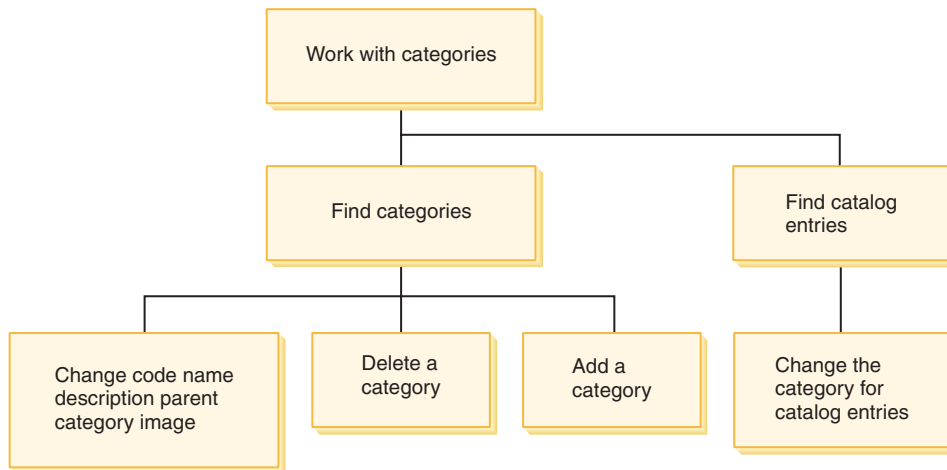 Work with categories
Find categories
Find catalog
entries
Change code name
description parent
category image
Delete a
category
Add a
category
Change the
category for
catalog entries